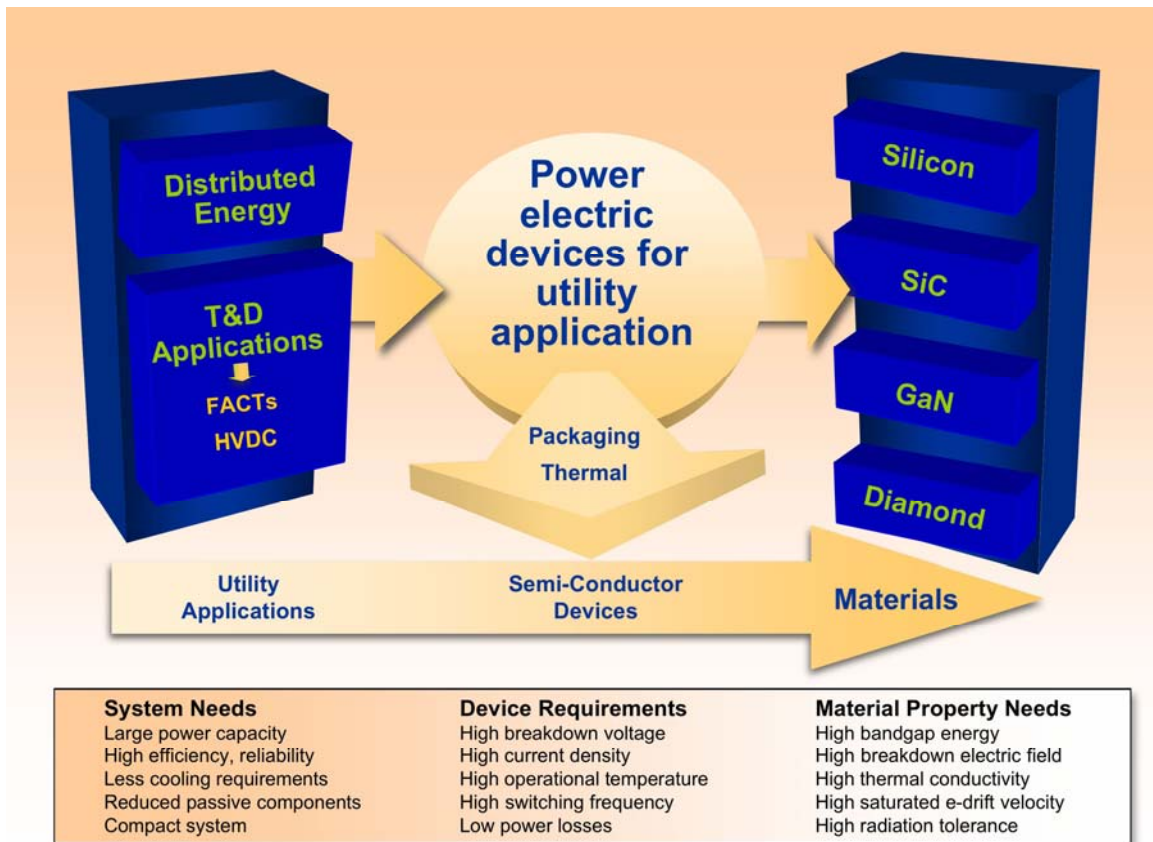 Distributed
Energy
T&D
Applications
FACTs
HVDC
Power
electric
devices for
utility
application
Packaging
Thermal
Silicon
SiC
GaN
Diamond
Utility
Applications
Semi-Conductor
Devices
Materials
System Needs
Large power capacity
High efficiency, reliability
Less cooling requirements
Reduced passive components
Compact system
Device Requirements
High breakdown voltage
High current density
High operational temperature
High switching frequency
Low power losses
Material Property Needs
High bandgap energy
High breakdown electric field
High thermal conductivity
High saturated e-drift velocity
High radiation tolerance